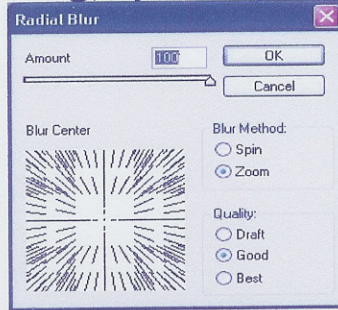 Radial Blur
Amount 100 OK
Cancel
Blur Center
Blur Method:
Spin
Zoom
Quality:
Draft
Good
Best